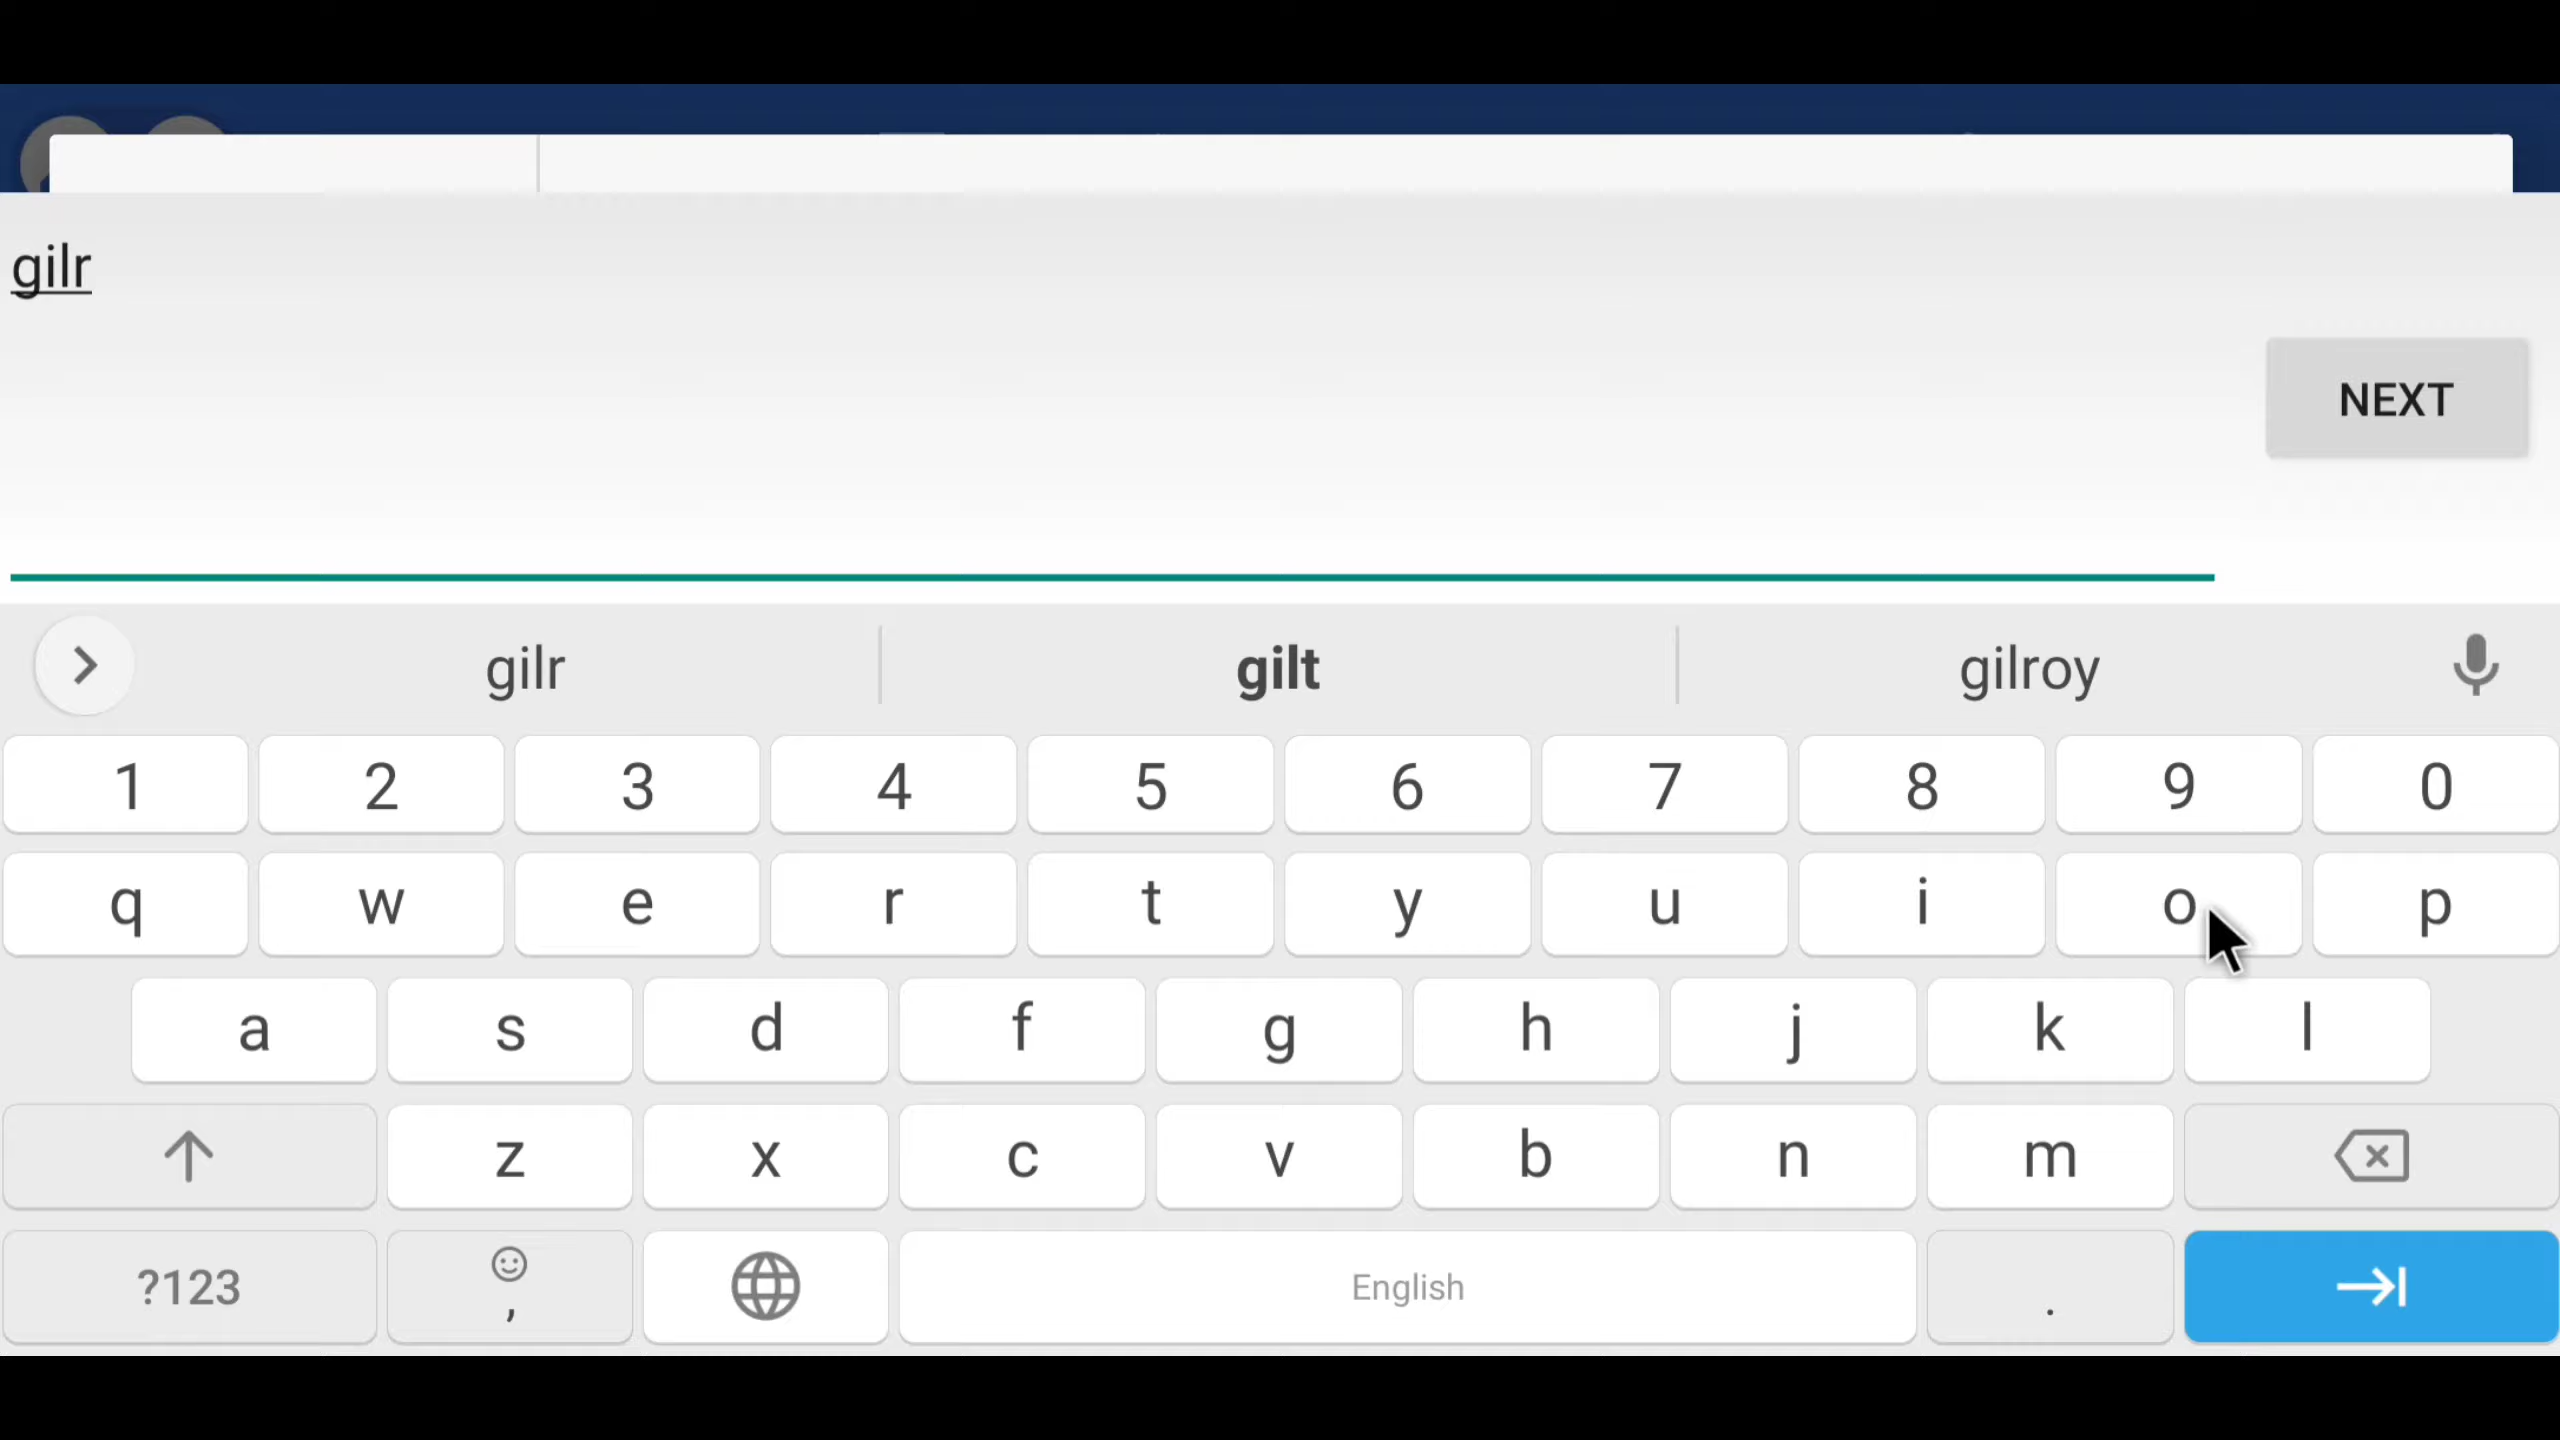 gilr
NEXT
gilr gilt gilroy
1 2 3 4 5 6 7 8 9 0
q w e r t y u i o p
a s d f g h j k l
z x c v b n m
?123 , English .